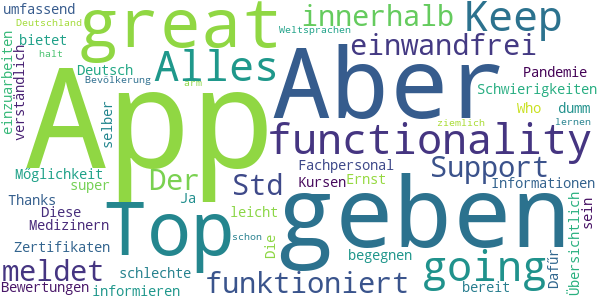 umfassend
Deutschland
great
innerhalb
Keep
Weltsprachen
bietet
einwandfrei
einzuarbeiten
verständlich
halt
Deutsch
Bevölkerung
Alles
arm
App
Aber
Pandemie
Schwierigkeiten
Who
dumm
selber
ziemlich
lernen
functionality
Möglichkeit
super
Der
Std
Fachpersonal
Kursen
Ernst
Support
Informationen
Thanks
Ja
Diese
Medizinern
Top
leicht
geben
sein
Übersichtlich
Zertifikaten
schon
Die
begegnen
Dafür
meldet
schlechte
funktioniert
going
bereit
Bewertungen
informieren